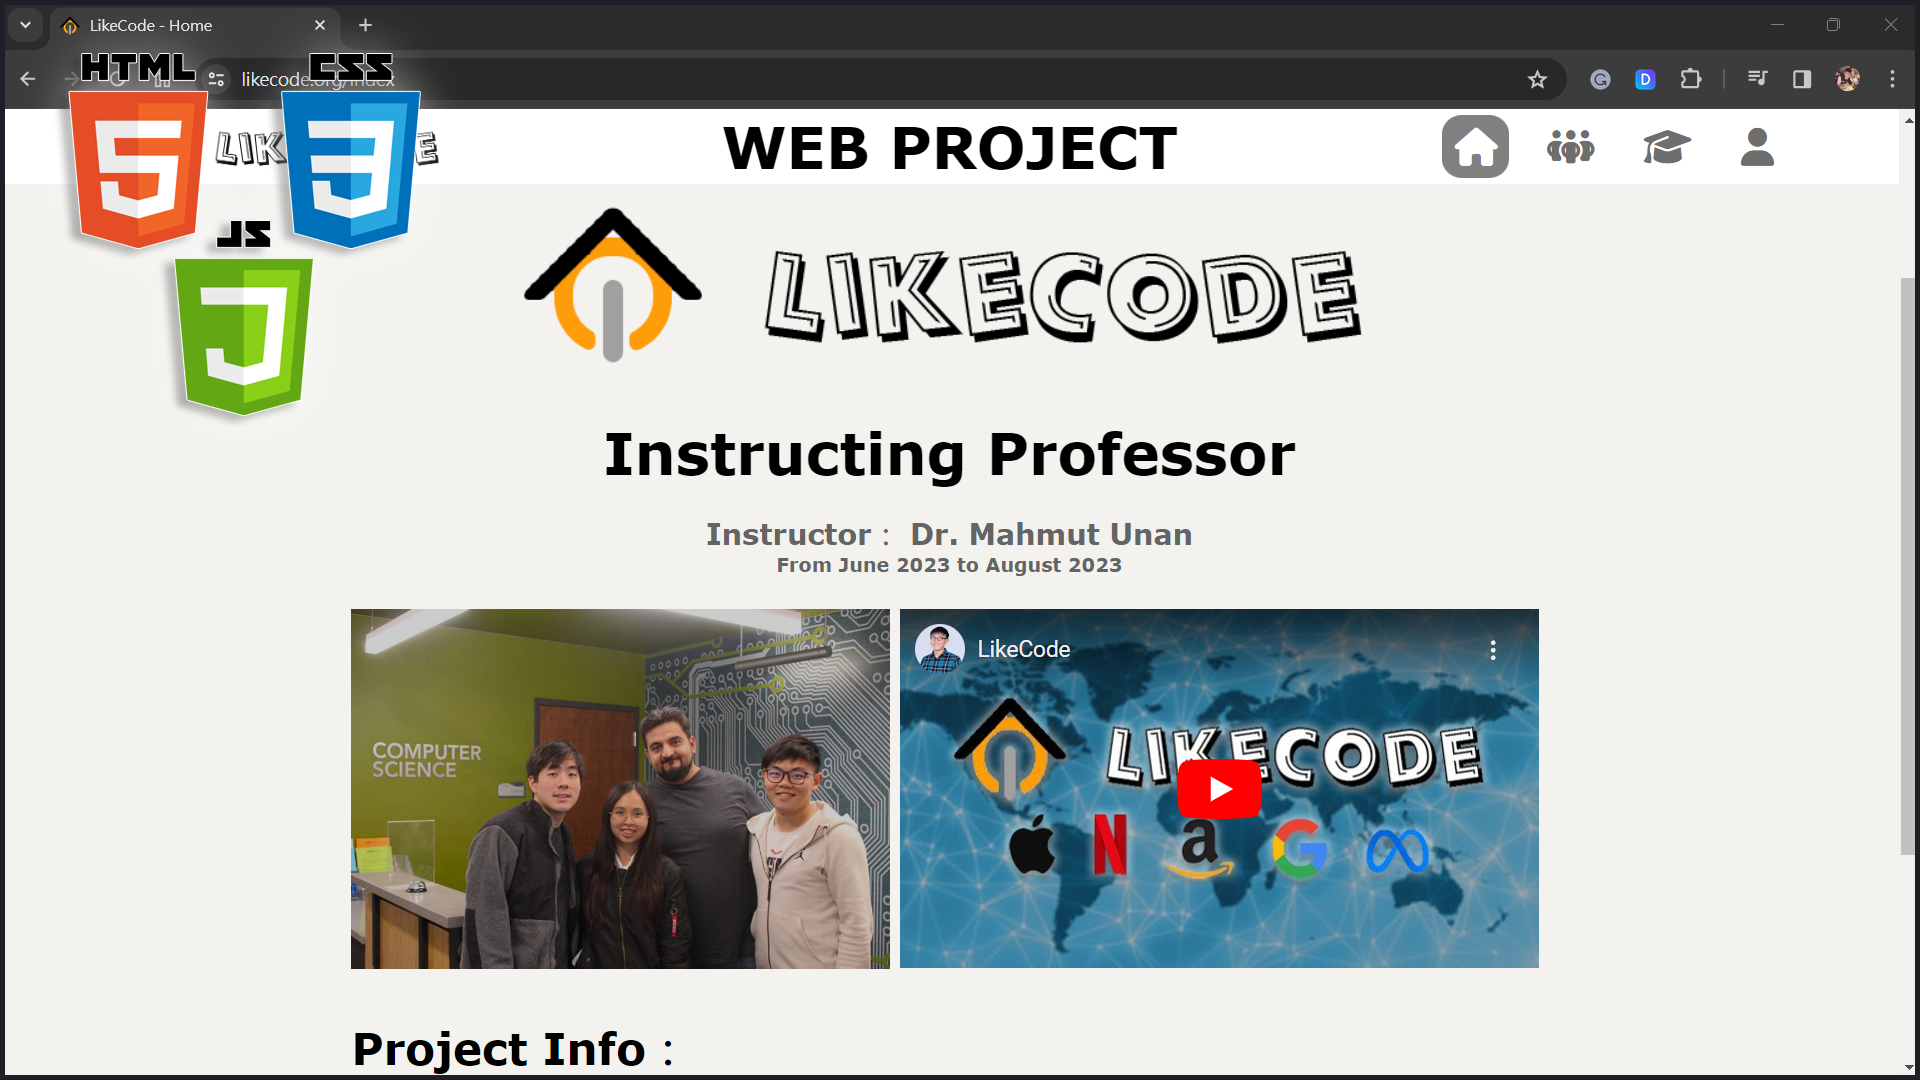 LikeCode - Home
HTML
CSS
likecode.org/index
WEB PROJECT
JS
LIKECODE
Instructing Professor
Instructor : Dr. Mahmut Unan
From June 2023 to August 2023
COMPUTER
SCIENCE
LikeCode
LIKECODE
Project Info :